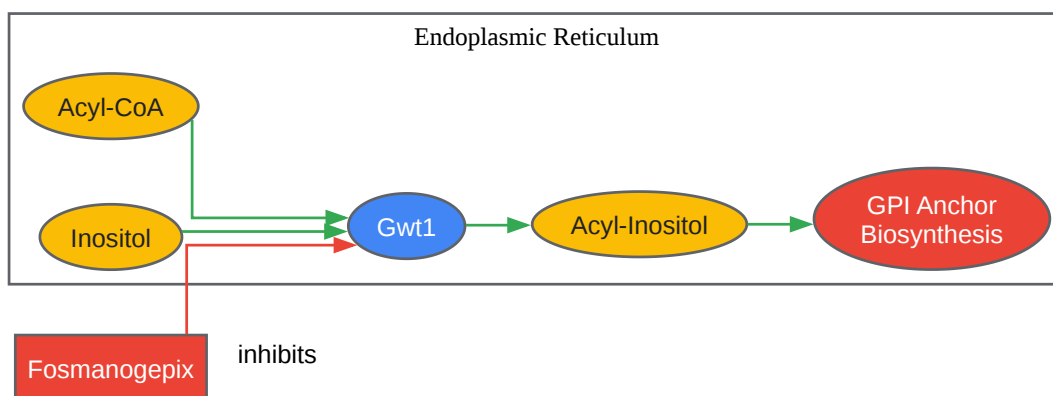 Endoplasmic Reticulum
Acyl-CoA
Inositol
Gwt1
Acyl-Inositol
GPI Anchor
Biosynthesis
Fosmanogepix
inhibits